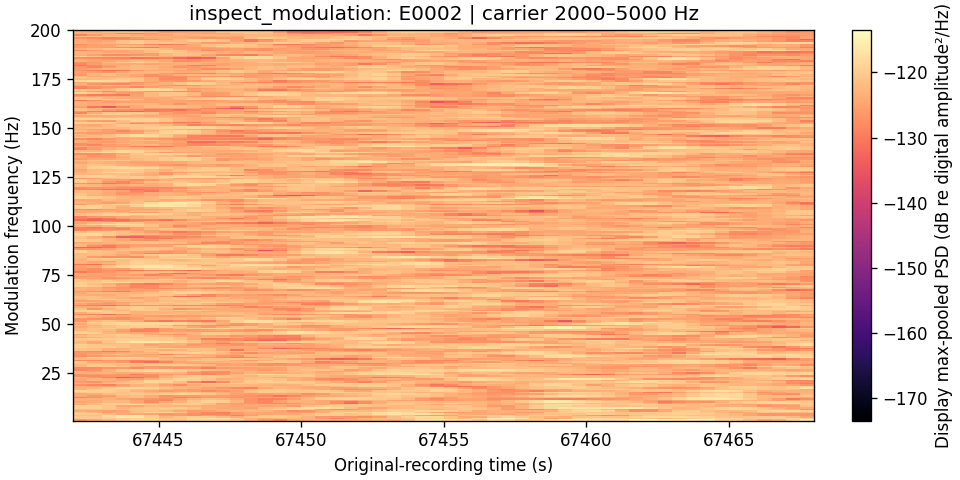 inspect_modulation: E0002 | carrier 2000–5000 Hz
200
175
150
125
100
75
50
25
Modulation frequency (Hz)
67445 67450 67455 67460 67465
Original-recording time (s)
−120
−130
−140
−150
−160
−170
Display max-pooled PSD (dB re digital amplitude²/Hz)